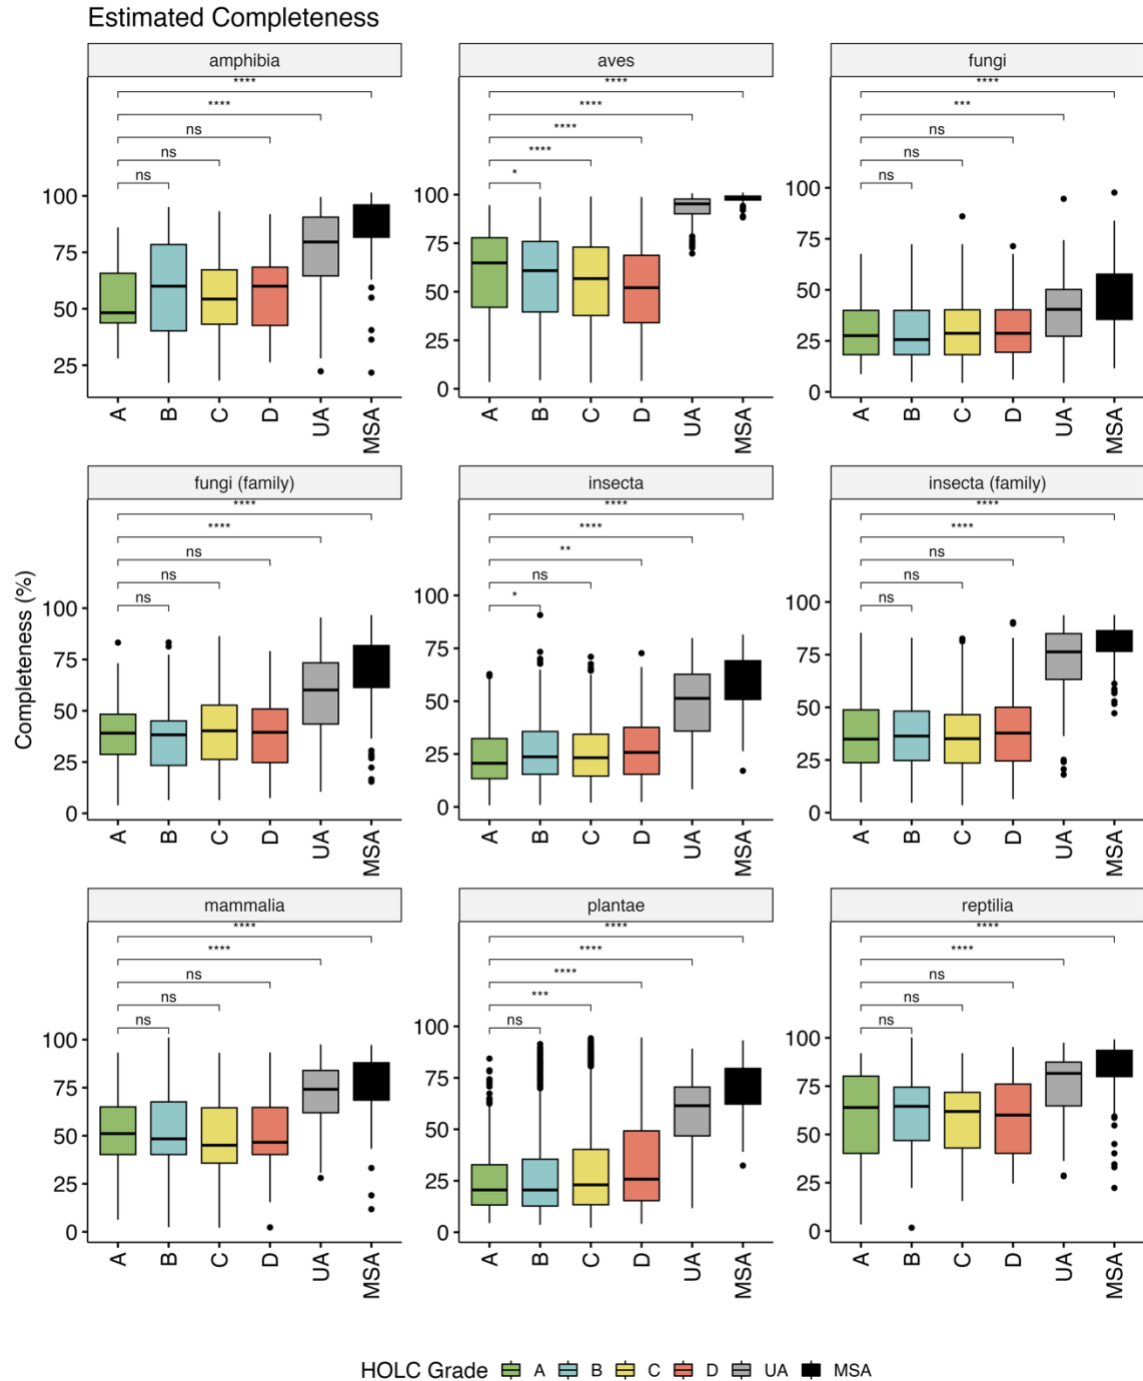 Estimated Completeness
amphibia
****
****
ns
ns
ns
100
75
50
25
A B C D UA MSA
aves
****
****
****
****
*
100
75
50
25
0
A B C D UA MSA
fungi
****
***
ns
ns
ns
100
75
50
25
0
A B C D UA MSA
Completeness (%)
fungi (family)
****
****
ns
ns
ns
100
75
50
25
0
A B C D UA MSA
insecta
****
****
**
ns
*
100
75
50
25
0
A B C D UA MSA
insecta (family)
****
****
ns
ns
ns
100
75
50
25
0
A B C D UA MSA
mammalia
****
****
ns
ns
ns
100
75
50
25
0
A B C D UA MSA
plantae
****
****
****
***
ns
100
75
50
25
0
A B C D UA MSA
reptilia
****
****
ns
ns
ns
100
75
50
25
0
A B C D UA MSA
HOLC Grade A B C D UA MSA